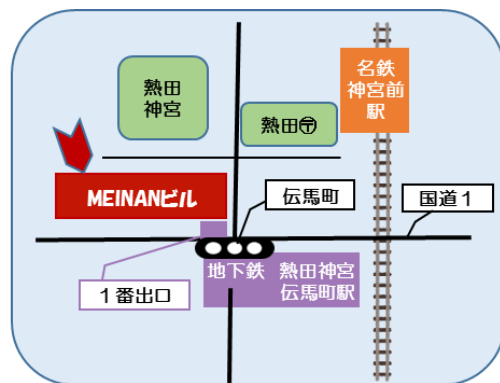 熱田
神宮
熱田〶
名鉄
神宮前
駅
MEINANビル
伝馬町
国道1
1番出口
地下鉄 熱田神宮
伝馬町駅